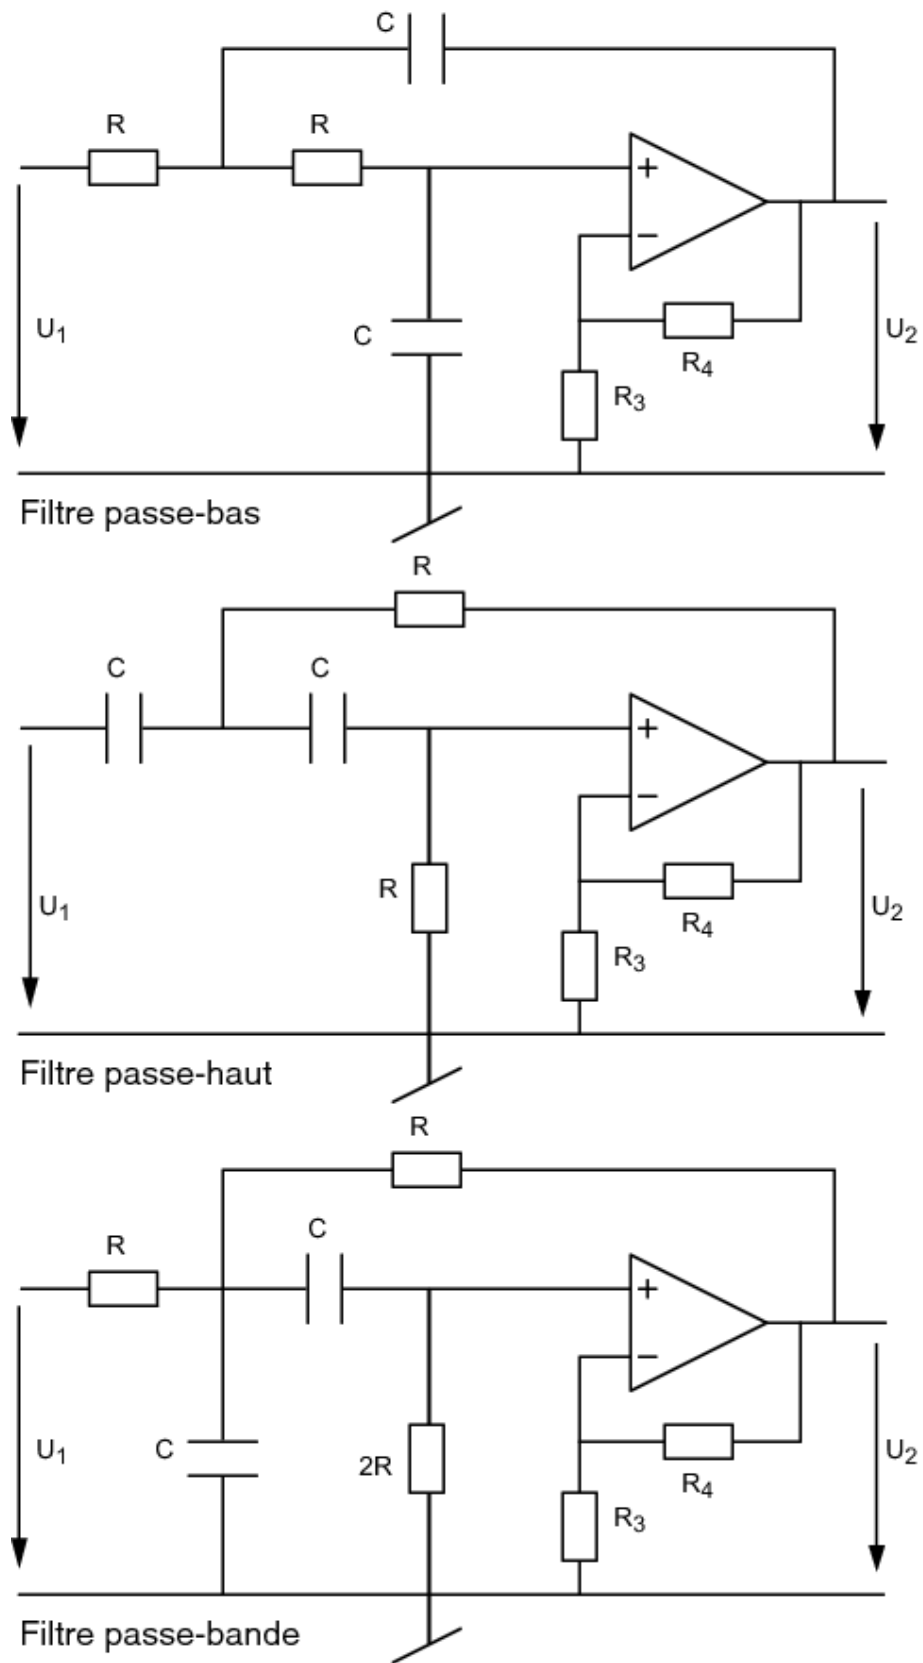 C
R R
+
−
U₁ C R₄ U₂
R₃
Filtre passe-bas
R
C C
+
−
R
U₁ R₄ U₂
R₃
Filtre passe-haut
R
C
R
+
−
U₁ C 2R R₄ U₂
R₃
Filtre passe-bande